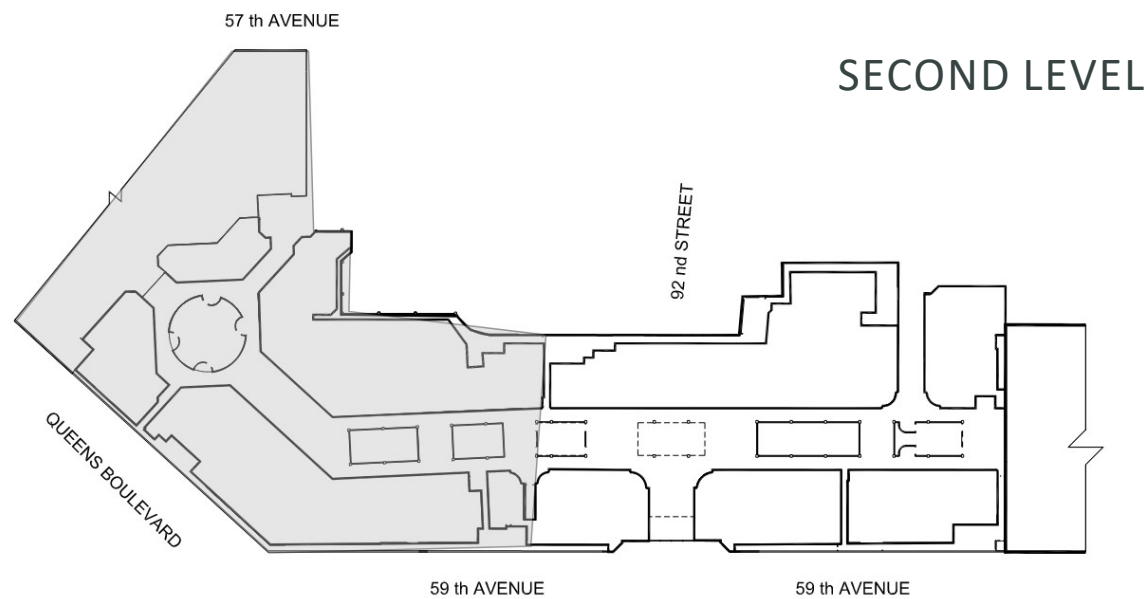 57 th AVENUE
SECOND LEVEL
92 nd STREET
QUEENS BOULEVARD
59 th AVENUE
59 th AVENUE